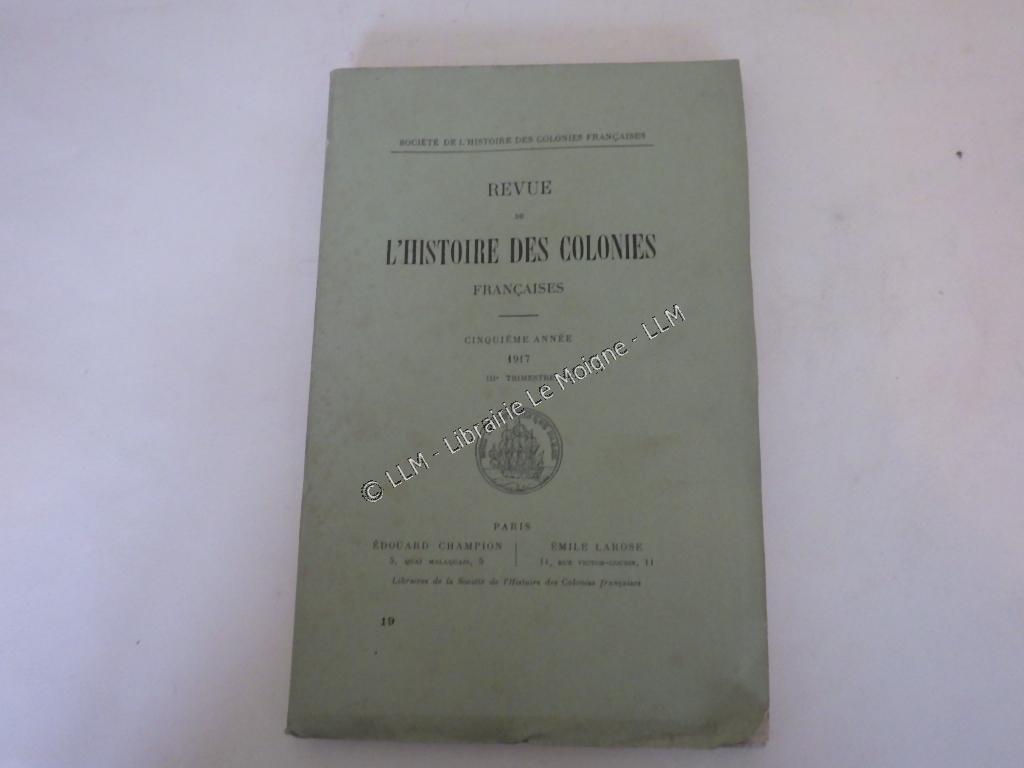 SOCIÉTÉ DE L'HISTOIRE DES COLONIES FRANÇAISES
REVUE
DE
L'HISTOIRE DES COLONIES
FRANÇAISES
CINQUIÈME ANNÉE
1917
IIIe TRIMESTRE
© LLM - Librairie Le Moigne - LLM
PARIS
ÉDOUARD CHAMPION
5, QUAI MALAQUAIS, 5
ÉMILE LAROSE
11, RUE VICTOR-COUSIN, 11
Libraires de la Société de l'Histoire des Colonies françaises
19